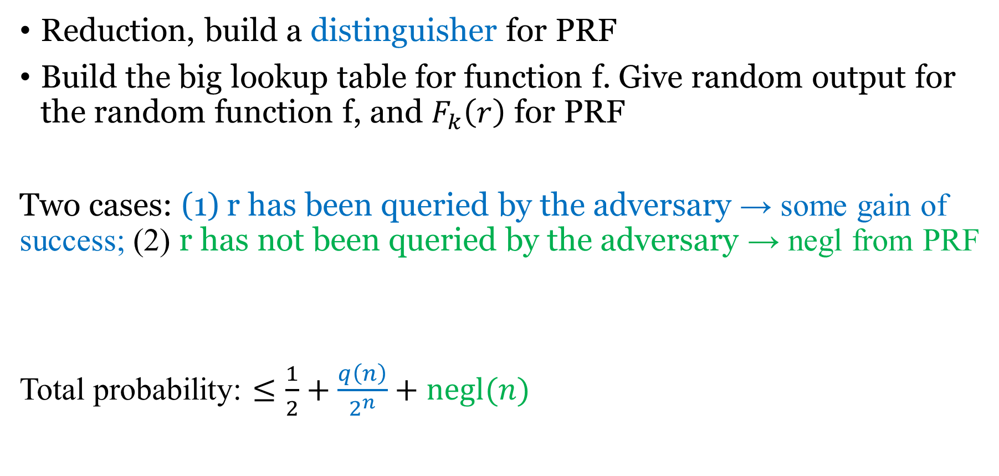 • Reduction, build a distinguisher for PRF
• Build the big lookup table for function f. Give random output for
the random function f, and $F_k(r)$ for PRF
Two cases: (1) r has been queried by the adversary → some gain of
success; (2) r has not been queried by the adversary → negl from PRF
Total probability: $\leq \frac{1}{2} + \frac{q(n)}{2^n} + \text{negl}(n)$